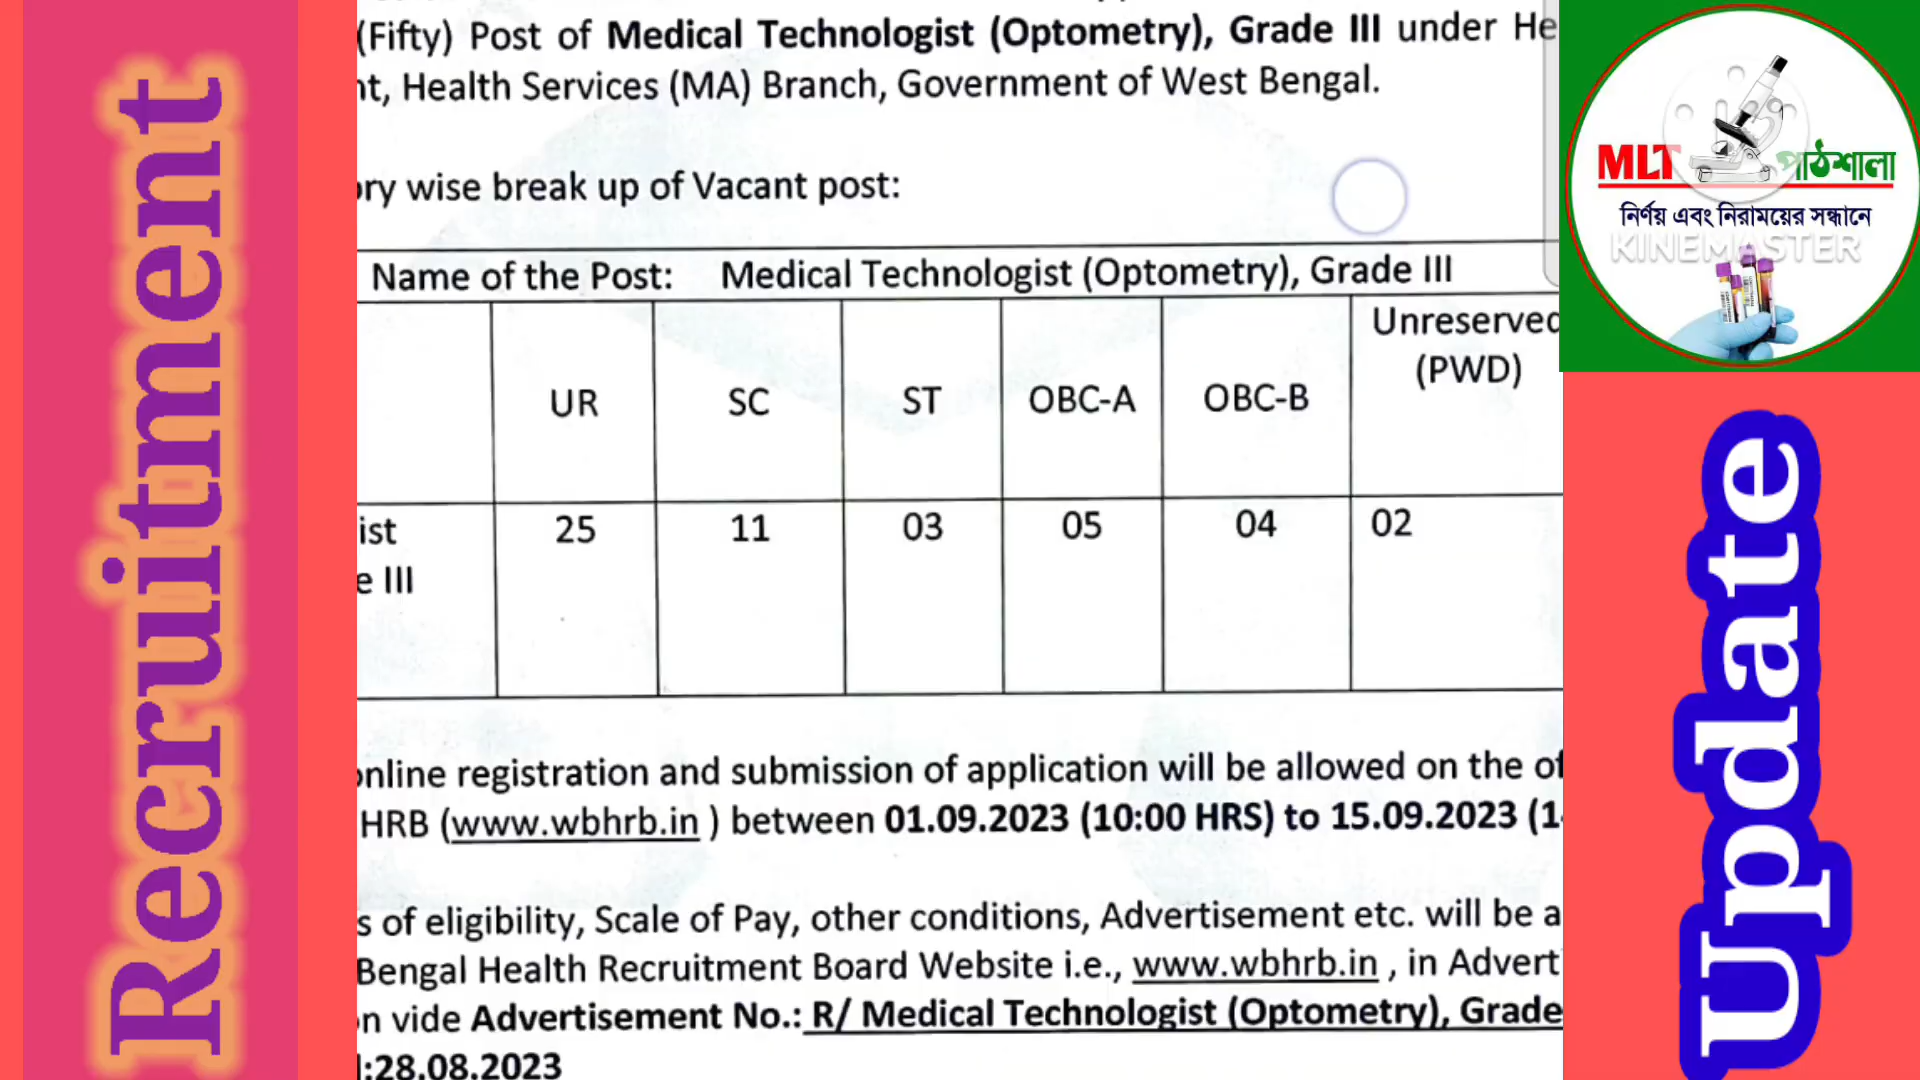 Recruitment
(Fifty) Post of Medical Technologist (Optometry), Grade III under He
nt, Health Services (MA) Branch, Government of West Bengal.
ory wise break up of Vacant post:
Name of the Post: Medical Technologist (Optometry), Grade III
UR SC ST OBC-A OBC-B Unreserved
(PWD)
ist 25 11 03 05 04 02
e III
online registration and submission of application will be allowed on the of
HRB (www.wbhrb.in ) between 01.09.2023 (10:00 HRS) to 15.09.2023 (1
s of eligibility, Scale of Pay, other conditions, Advertisement etc. will be a
Bengal Health Recruitment Board Website i.e., www.wbhrb.in , in Advert
on vide Advertisement No.: R/ Medical Technologist (Optometry), Grade
:28.08.2023
MLT পাঠশালা
নির্ণয় এবং নিরাময়ের সন্ধানে
KINEMASTER
Update